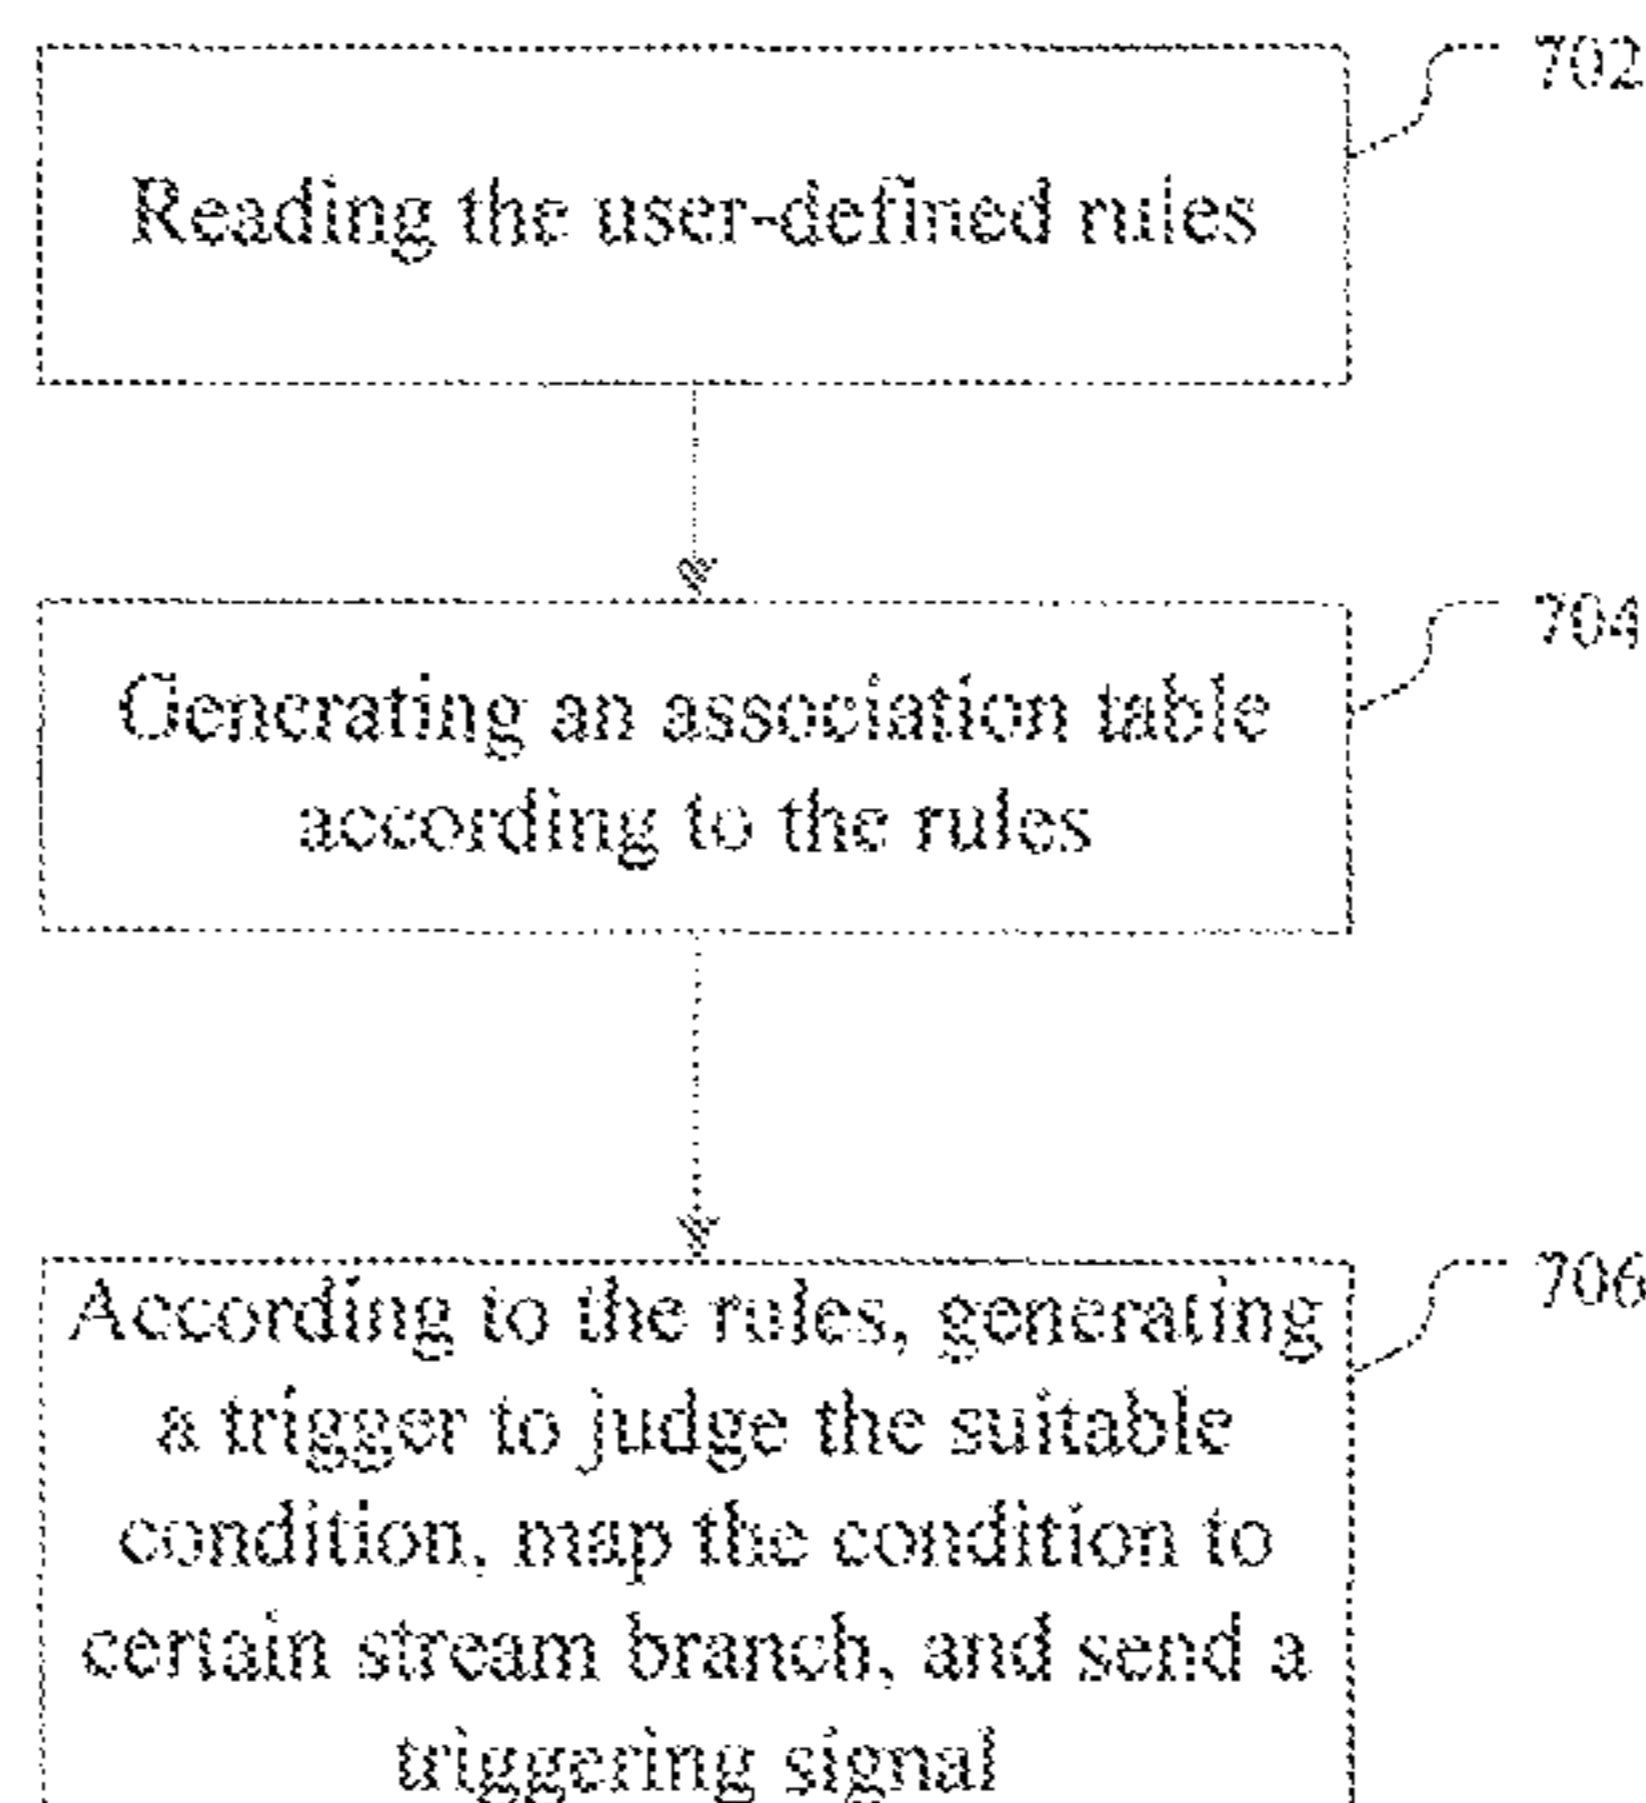 702
Reading the user-defined rules
704
Generating an association table
according to the rules
706
According to the rules, generating
a trigger to judge the suitable
condition, map the condition to
certain stream branch, and send a
triggering signal